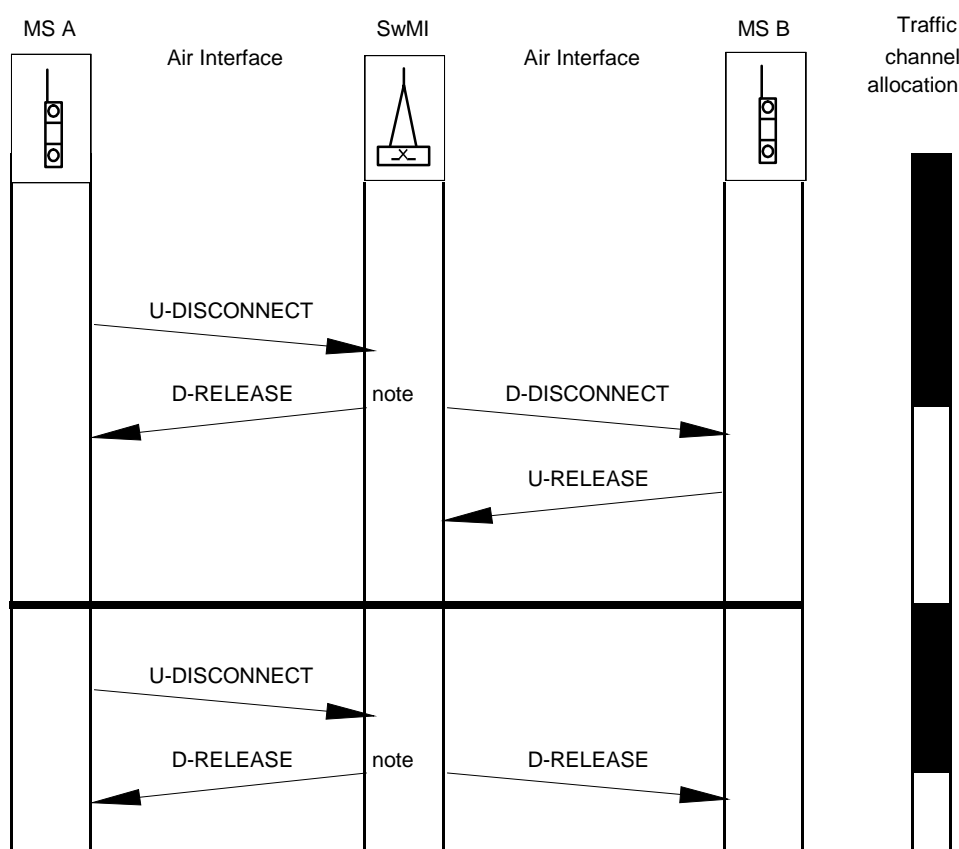 MS A
SwMI
MS B
Traffic
channel
allocation
Air Interface
Air Interface
U-DISCONNECT
D-RELEASE
note
D-DISCONNECT
U-RELEASE
U-DISCONNECT
D-RELEASE
note
D-RELEASE